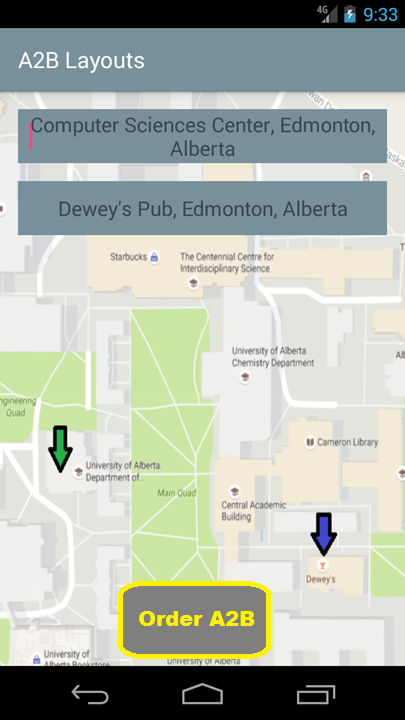 4G
9:33
A2B Layouts
Computer Sciences Center, Edmonton,
Alberta
Dewey's Pub, Edmonton, Alberta
Starbucks
The Centennial Centre for
Interdisciplinary Science
University of Alberta
Chemistry Department
ngineering
Quad
Cameron Library
University of Alberta:
Department of..
Main Quad
Central Academic
Building
Dewey's
Order A2B
University of
Alberta Bookstore
University of Alberta